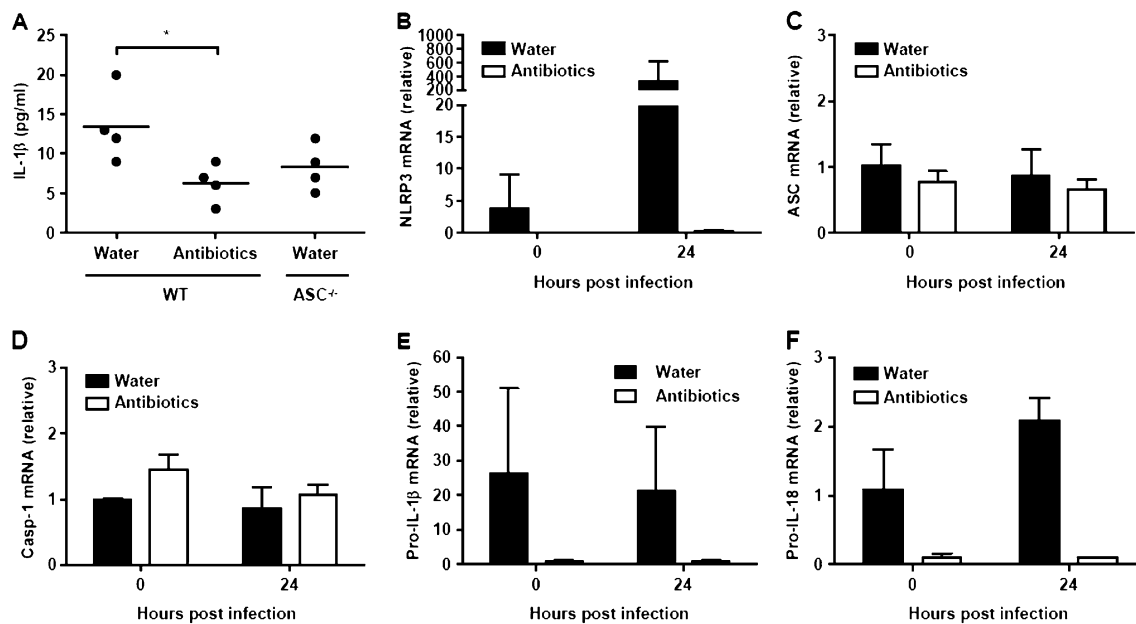 A
IL-1β (pg/ml)
25
20
15
10
5
0
*
Water
Antibiotics
Water
WT
ASC-/-
B
NLRP3 mRNA (relative)
1000
800
600
400
200
20
15
10
5
0
Water
Antibiotics
0
24
Hours post infection
C
ASC mRNA (relative)
3
2
1
0
Water
Antibiotics
0
24
Hours post infection
D
Casp-1 mRNA (relative)
3
2
1
0
Water
Antibiotics
0
24
Hours post infection
E
Pro-IL-1β mRNA (relative)
60
50
40
30
20
10
0
Water
Antibiotics
0
24
Hours post infection
F
Pro-IL-18 mRNA (relative)
3
2
1
0
Water
Antibiotics
0
24
Hours post infection